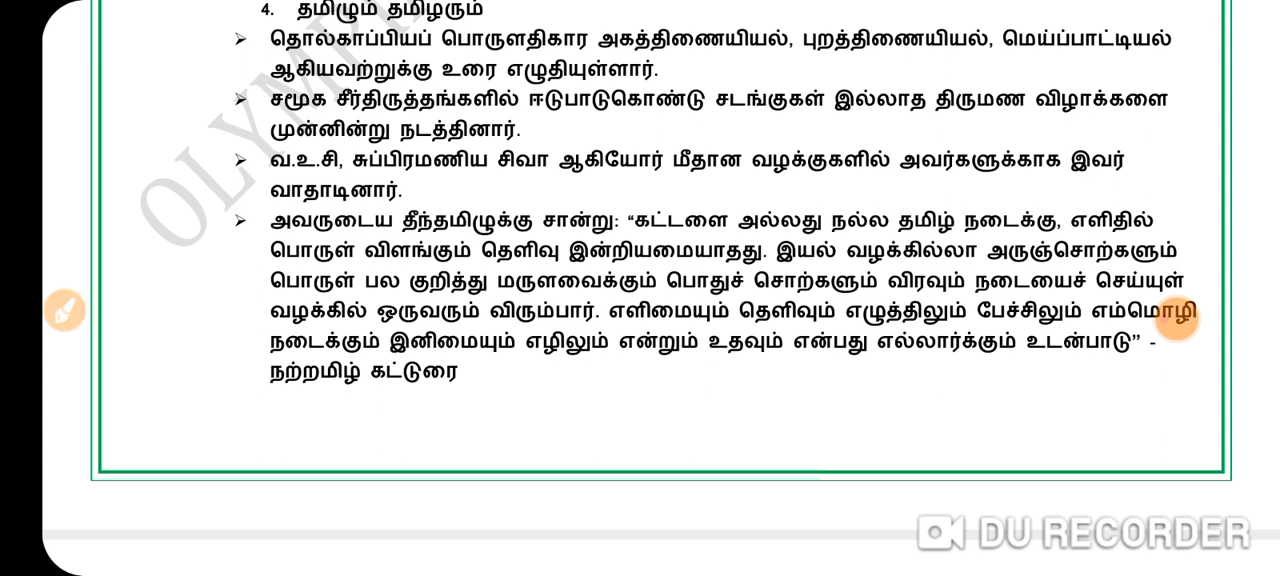 4. தமிழும் தமிழரும்
➢ தொல்காப்பியப் பொருளதிகார அகத்திணையியல், புறத்திணையியல், மெய்ப்பாட்டியல்
ஆகியவற்றுக்கு உரை எழுதியுள்ளார்.
➢ சமூக சீர்திருத்தங்களில் ஈடுபாடுகொண்டு சடங்குகள் இல்லாத திருமண விழாக்களை
முன்னின்று நடத்தினார்.
➢ வ.உ.சி, சுப்பிரமணிய சிவா ஆகியோர் மீதான வழக்குகளில் அவர்களுக்காக இவர்
வாதாடினார்.
➢ அவருடைய தீந்தமிழுக்கு சான்று: “கட்டளை அல்லது நல்ல தமிழ் நடைக்கு, எளிதில்
பொருள் விளங்கும் தெளிவு இன்றியமையாதது. இயல் வழக்கில்லா அருஞ்சொற்களும்
பொருள் பல குறித்து மருளவைக்கும் பொதுச் சொற்களும் விரவும் நடையைச் செய்யுள்
வழக்கில் ஒருவரும் விரும்பார். எளிமையும் தெளிவும் எழுத்திலும் பேச்சிலும் எம்மொழி
நடைக்கும் இனிமையும் எழிலும் என்றும் உதவும் என்பது எல்லார்க்கும் உடன்பாடு” -
நற்றமிழ் கட்டுரை
OLYMP
DU RECORDER